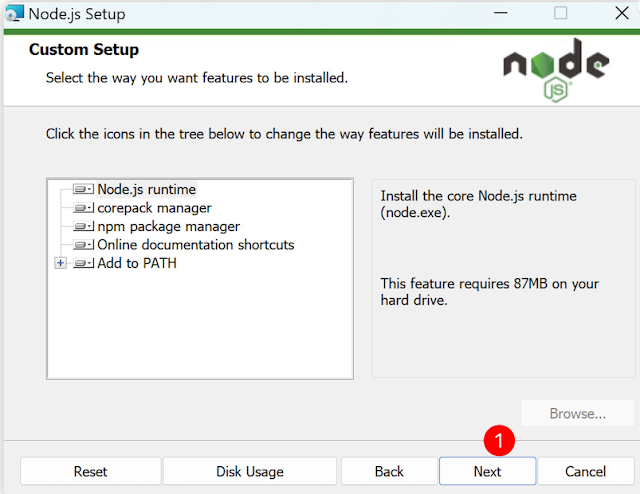 Node.js Setup
Custom Setup
Select the way you want features to be installed.
node
JS
Click the icons in the tree below to change the way features will be installed.
Node.js runtime
corepack manager
npm package manager
Online documentation shortcuts
Add to PATH
Install the core Node.js runtime
(node.exe).
This feature requires 87MB on your
hard drive.
Browse...
1
Reset
Disk Usage
Back
Next
Cancel